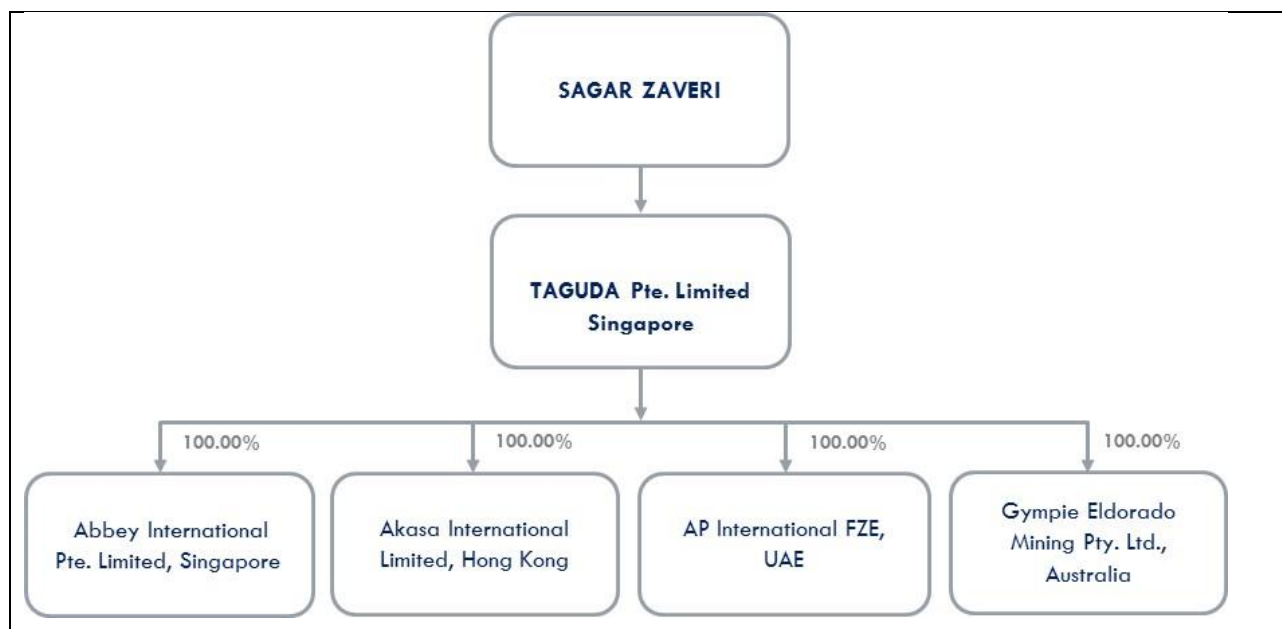 SAGAR ZAVERI
TAGUDA Pte. Limited
Singapore
100.00%
100.00%
100.00%
100.00%
Abbey International
Pte. Limited, Singapore
Akasa International
Limited, Hong Kong
AP International FZE,
UAE
Gympie Eldorado
Mining Pty. Ltd.,
Australia